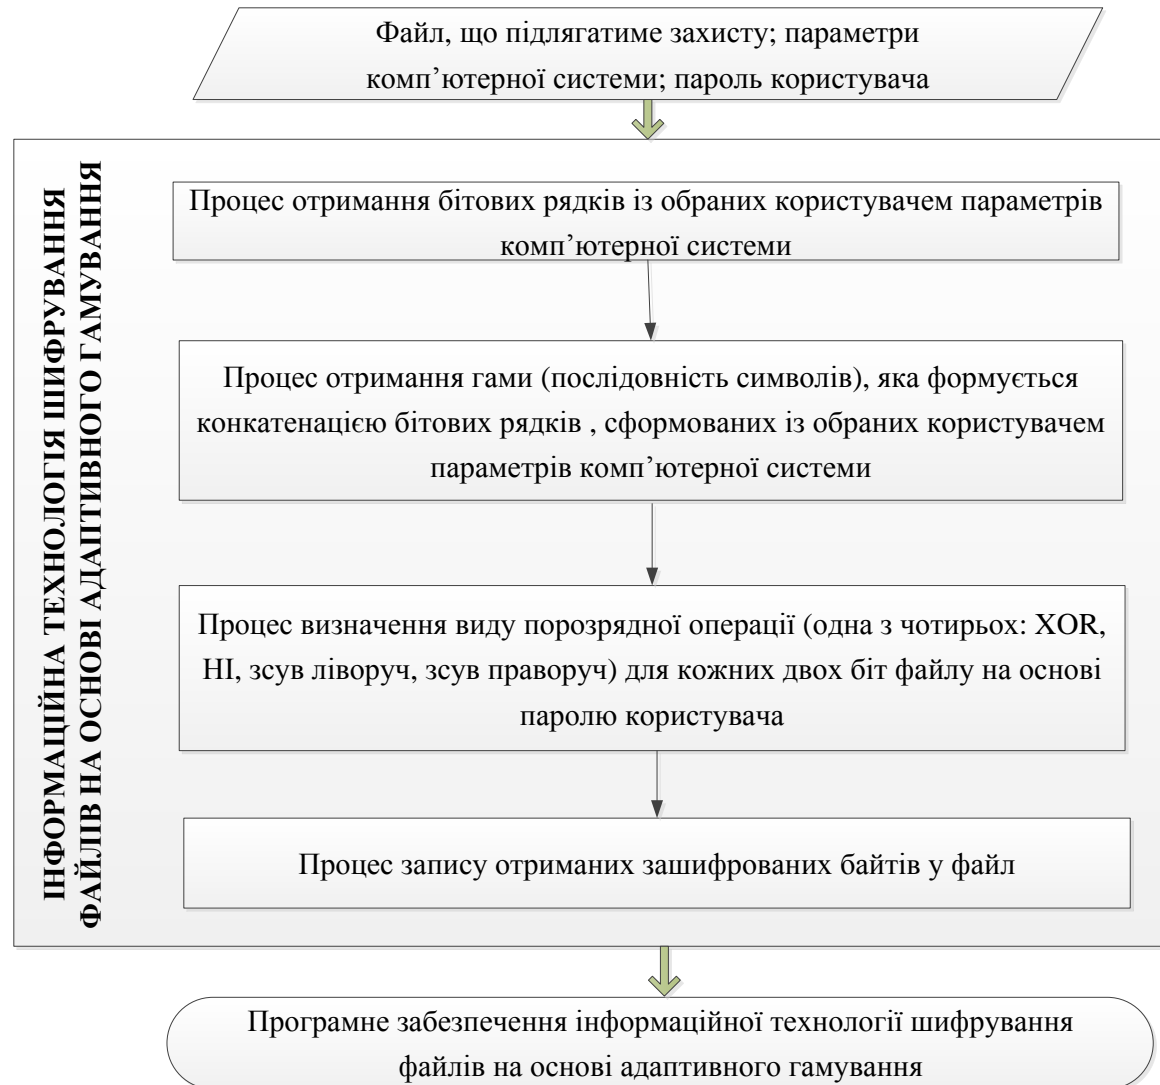 Файл, що підлягатиме захисту; параметри
комп’ютерної системи; пароль користувача
ІНФОРМАЦІЙНА ТЕХНОЛОГІЯ ШИФРУВАННЯ
ФАЙЛІВ НА ОСНОВІ АДАПТИВНОГО ГАМУВАННЯ
Процес отримання бітових рядків із обраних користувачем параметрів
комп’ютерної системи
Процес отримання гами (послідовність символів), яка формується
конкатенацією бітових рядків , сформованих із обраних користувачем
параметрів комп’ютерної системи
Процес визначення виду порозрядної операції (одна з чотирьох: XOR,
НІ, зсув ліворуч, зсув праворуч) для кожних двох біт файлу на основі
паролю користувача
Процес запису отриманих зашифрованих байтів у файл
Програмне забезпечення інформаційної технології шифрування
файлів на основі адаптивного гамування